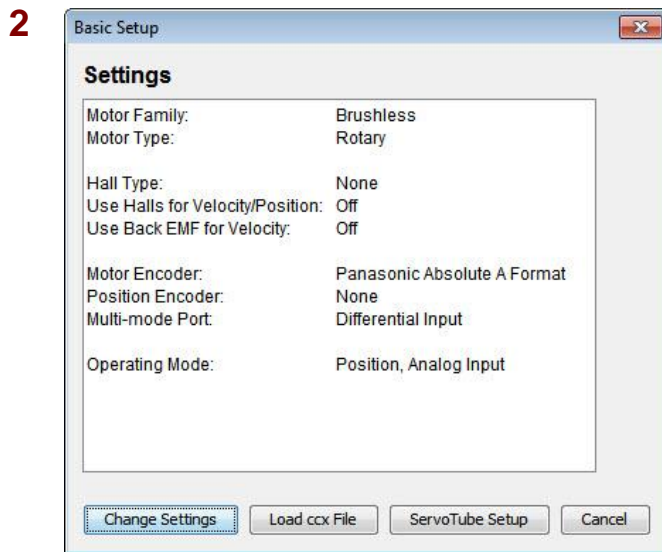 2
Basic Setup
Settings
Motor Family: Brushless
Motor Type: Rotary
Hall Type: None
Use Halls for Velocity/Position: Off
Use Back EMF for Velocity: Off
Motor Encoder: Panasonic Absolute A Format
Position Encoder: None
Multi-mode Port: Differential Input
Operating Mode: Position, Analog Input
Change Settings Load ccx File ServoTube Setup Cancel